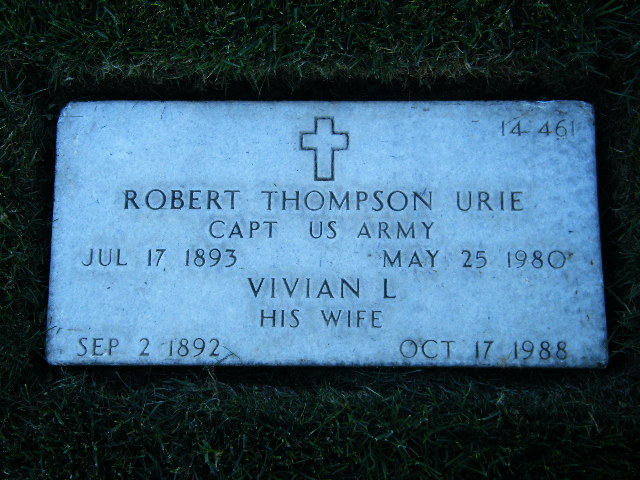 14 461
ROBERT THOMPSON URIE
CAPT US ARMY
JUL 17 1893 MAY 25 1980
VIVIAN L
HIS WIFE
SEP 2 1892 OCT 17 1988